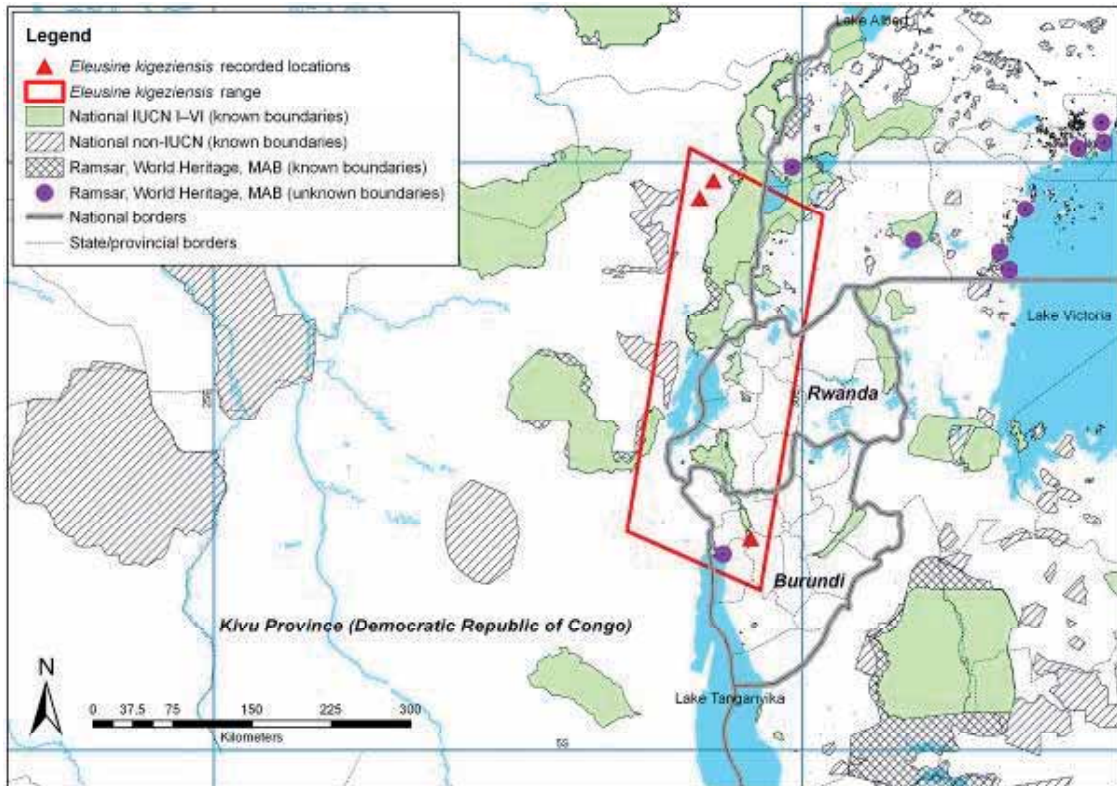 Lake Albert
Legend
Eleusine kigeziensis recorded locations
Eleusine kigeziensis range
National IUCN I–VI (known boundaries)
National non-IUCN (known boundaries)
Ramsar, World Heritage, MAB (known boundaries)
Ramsar, World Heritage, MAB (unknown boundaries)
National borders
State/provincial borders
Lake Victoria
Rwanda
Burundi
Kivu Province (Democratic Republic of Congo)
N
Lake Tanganyika
0 37.5 75 150 225 300
Kilometers
5S